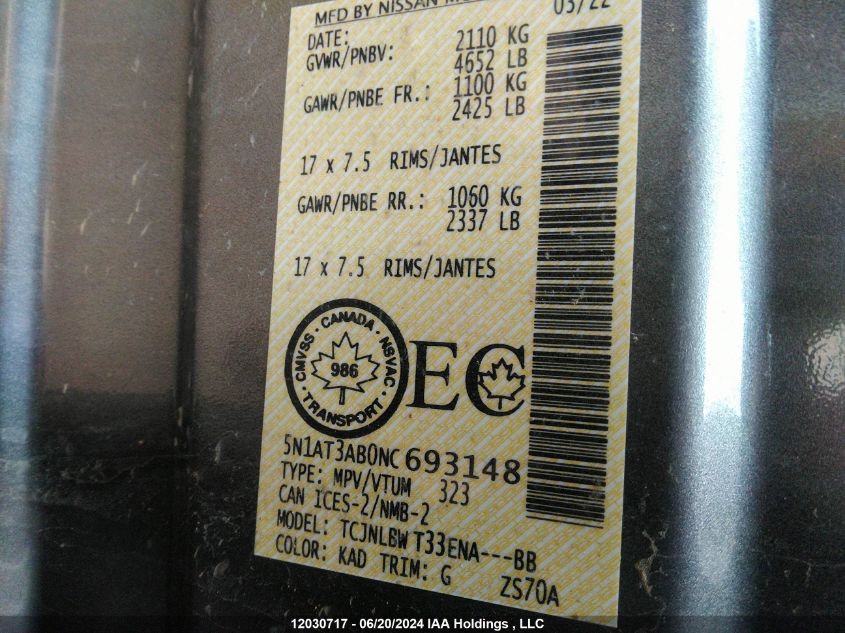 MFD BY NISSAN
DATE: 03/22
GVWR/PNBV: 2110 KG
4652 LB
GAWR/PNBE FR.: 1100 KG
2425 LB
17 x 7.5 RIMS/JANTES
GAWR/PNBE RR.: 1060 KG
2337 LB
17 x 7.5 RIMS/JANTES
CMVSS · CANADA · NSVAC · TRANSPORT ·
986
EC
5N1AT3AB0NC693148
TYPE: MPV/VTUM 323
CAN ICES-2/NMB-2
MODEL: TCJNLBW T33ENA---BB
COLOR: KAD TRIM: G ZS70A
12030717 - 06/20/2024 IAA Holdings , LLC